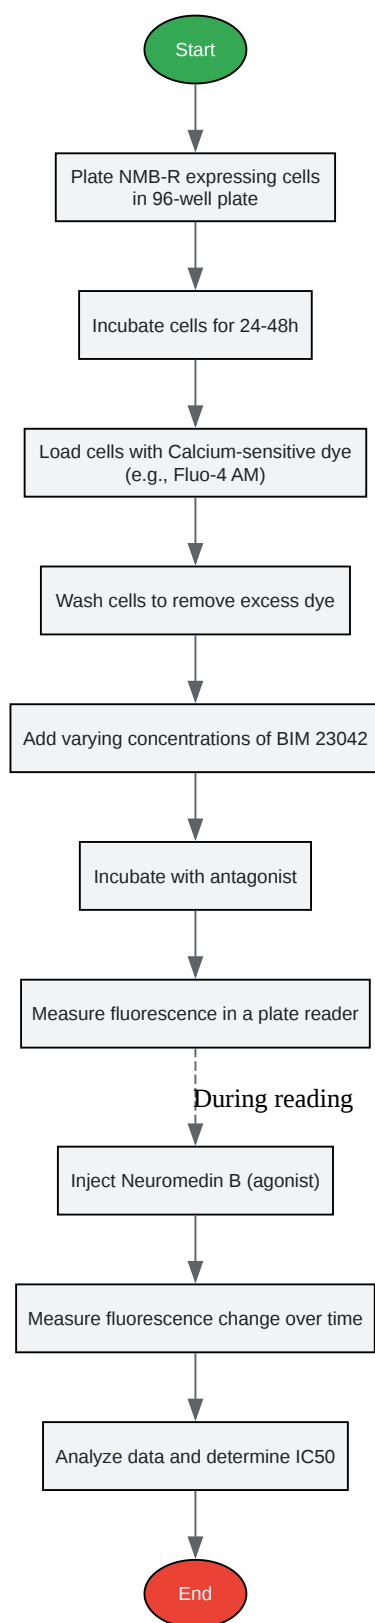 Start
Plate NMB-R expressing cells
in 96-well plate
Incubate cells for 24-48h
Load cells with Calcium-sensitive dye
(e.g., Fluo-4 AM)
Wash cells to remove excess dye
Add varying concentrations of BIM 23042
Incubate with antagonist
Measure fluorescence in a plate reader
During reading
Inject Neuromedin B (agonist)
Measure fluorescence change over time
Analyze data and determine IC50
End